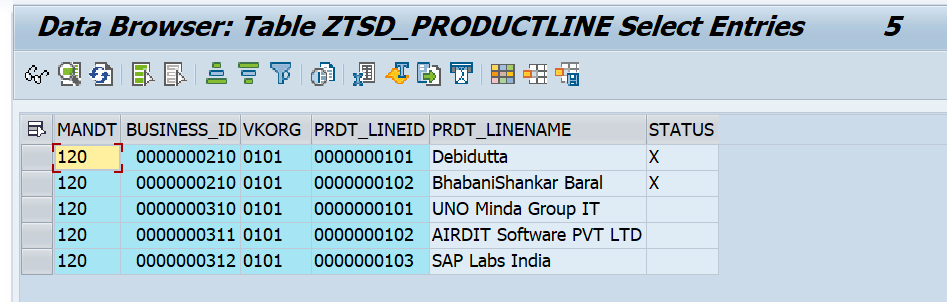 Data Browser: Table ZTSD_PRODUCTLINE Select Entries 5
MANDT BUSINESS_ID VKORG PRDT_LINEID PRDT_LINENAME STATUS
120 0000000210 0101 0000000101 Debidutta X
120 0000000210 0101 0000000102 BhabaniShankar Baral X
120 0000000310 0101 0000000101 UNO Minda Group IT
120 0000000311 0101 0000000102 AIRDIT Software PVT LTD
120 0000000312 0101 0000000103 SAP Labs India